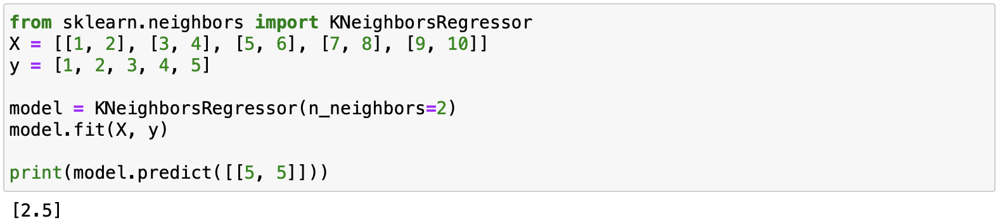 from sklearn.neighbors import KNeighborsRegressor
X = [[1, 2], [3, 4], [5, 6], [7, 8], [9, 10]]
y = [1, 2, 3, 4, 5]
model = KNeighborsRegressor(n_neighbors=2)
model.fit(X, y)
print(model.predict([[5, 5]]))
[2.5]